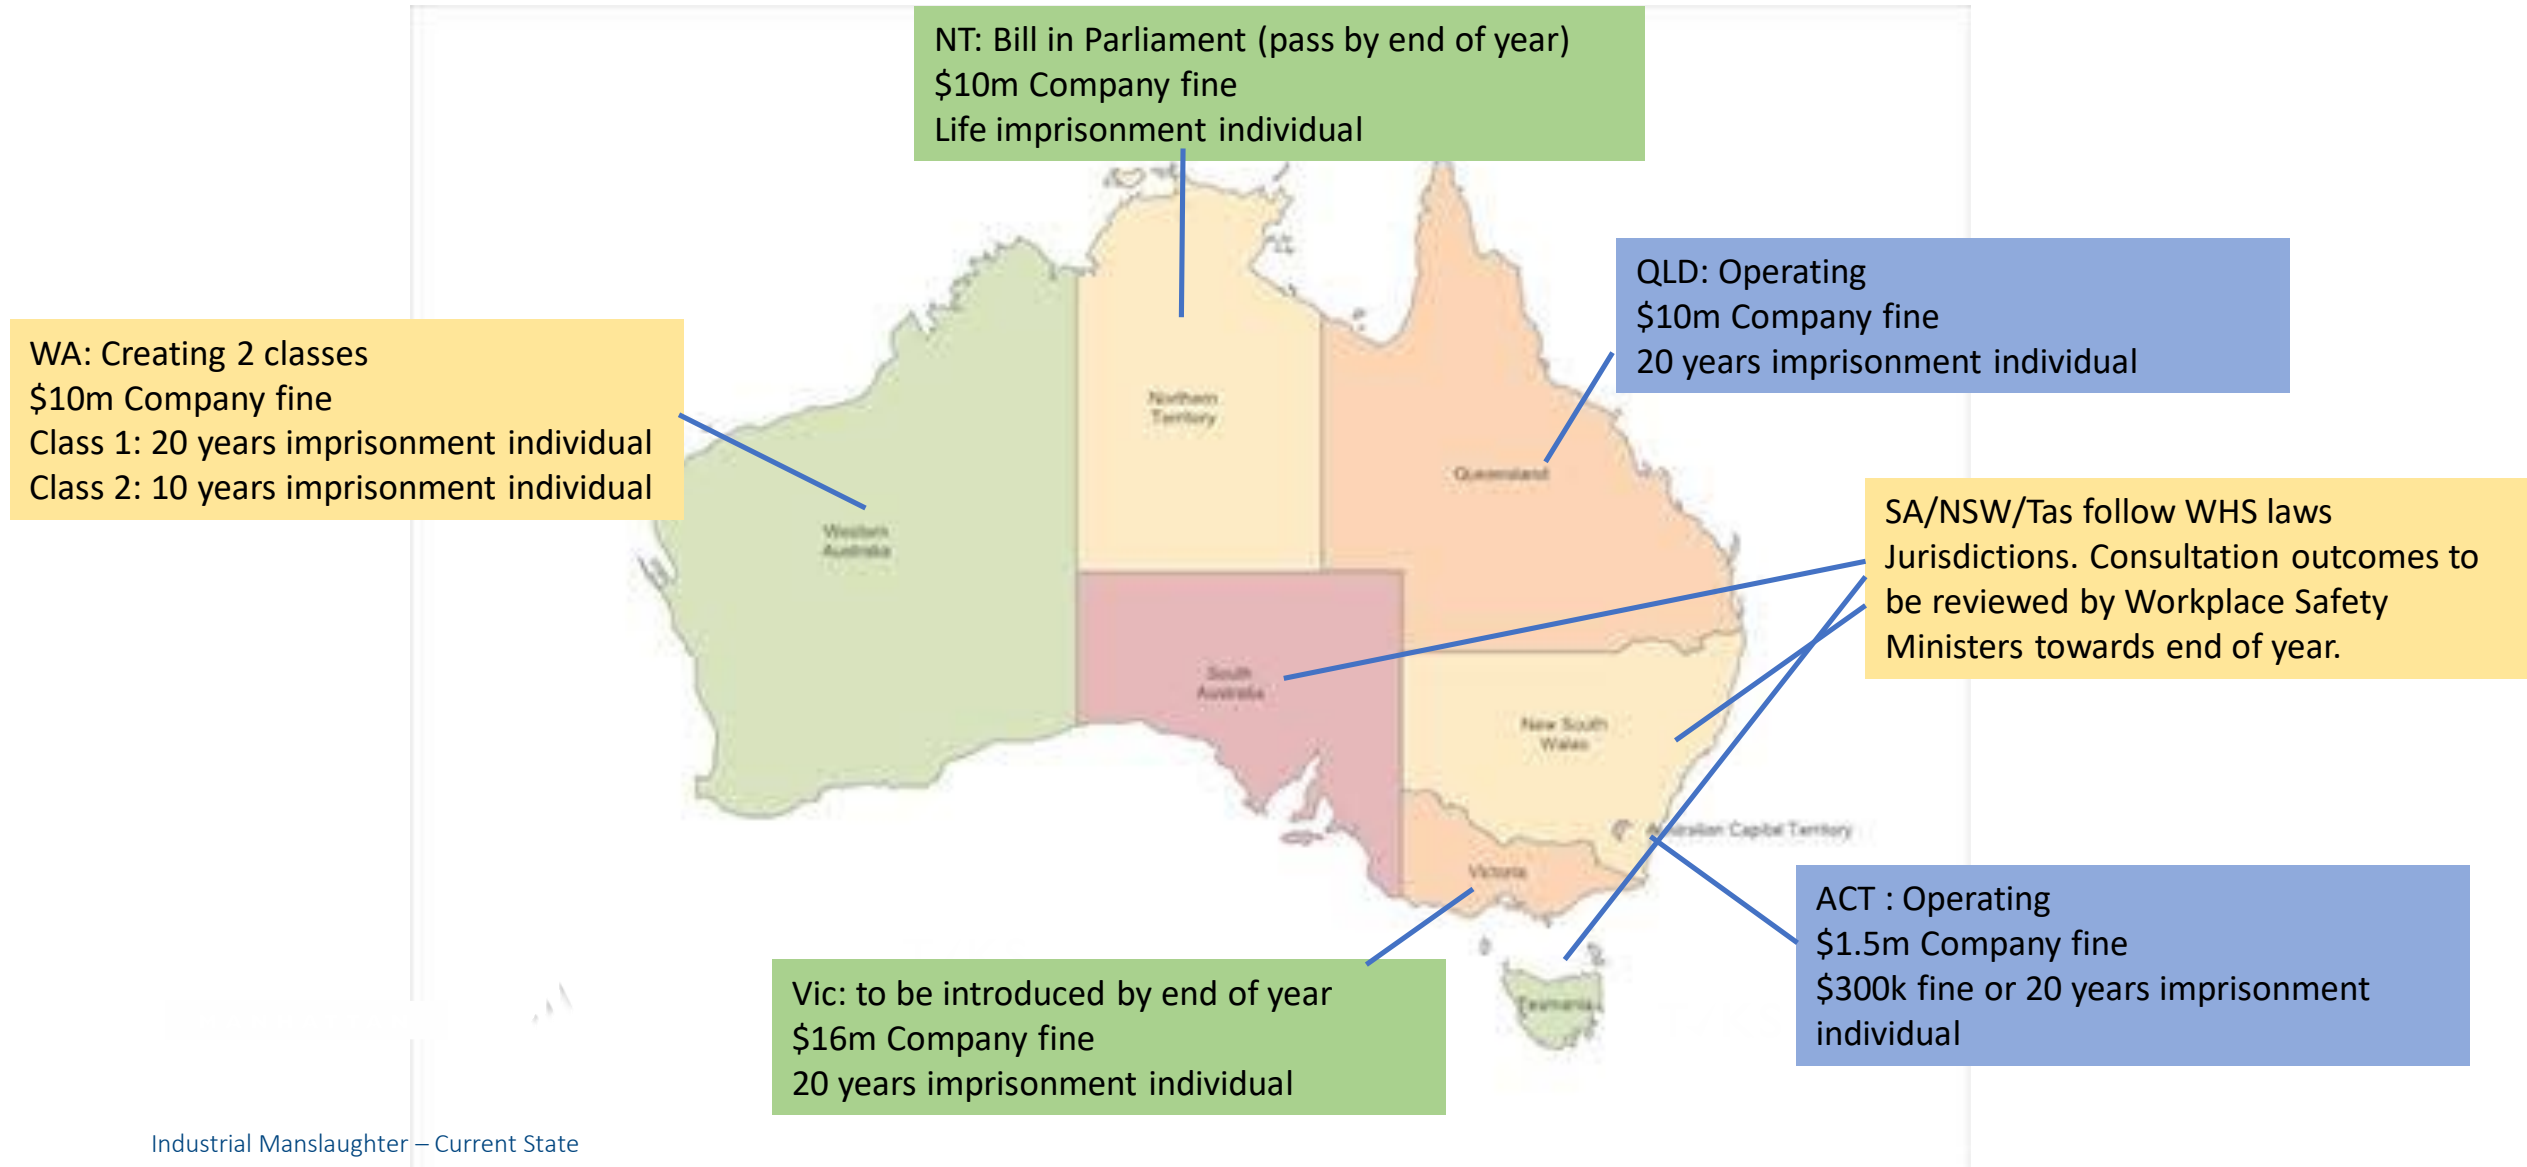 NT: Bill in Parliament (pass by end of year)
$10m Company fine
Life imprisonment individual
QLD: Operating
$10m Company fine
20 years imprisonment individual
WA: Creating 2 classes
$10m Company fine
Class 1: 20 years imprisonment individual
Class 2: 10 years imprisonment individual
Northern
Territory
Queensland
Western
Australia
SA/NSW/Tas follow WHS laws
Jurisdictions. Consultation outcomes to
be reviewed by Workplace Safety
Ministers towards end of year.
South
Australia
New South
Wales
Australian Capital Territory
Victoria
ACT : Operating
$1.5m Company fine
$300k fine or 20 years imprisonment
individual
Vic: to be introduced by end of year
$16m Company fine
20 years imprisonment individual
Tasmania
Industrial Manslaughter – Current State